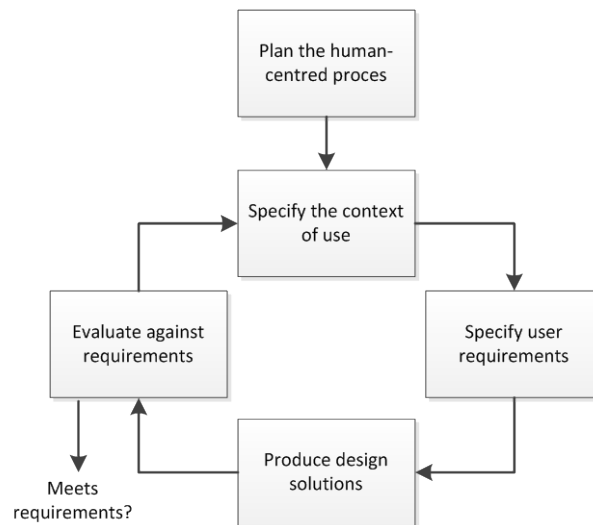 Plan the human-
centred proces
Specify the context
of use
Evaluate against
requirements
Specify user
requirements
Produce design
solutions
Meets
requirements?